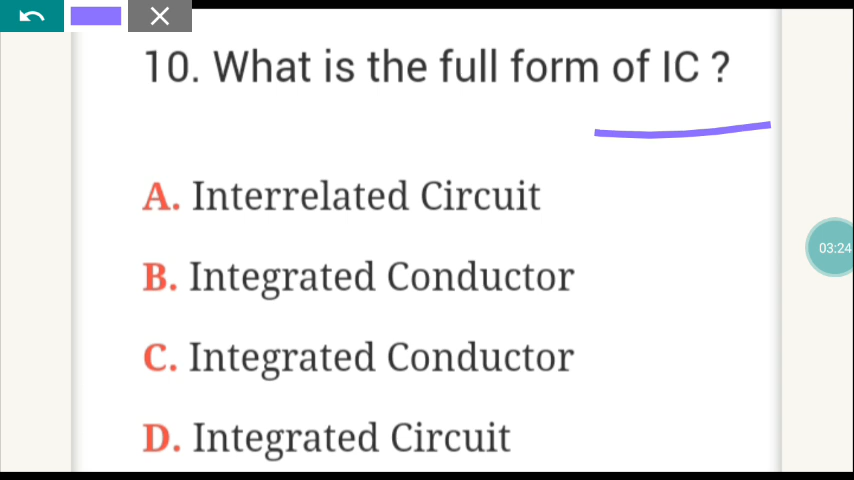 10. What is the full form of IC ?
A. Interrelated Circuit
B. Integrated Conductor
03:24
C. Integrated Conductor
D. Integrated Circuit